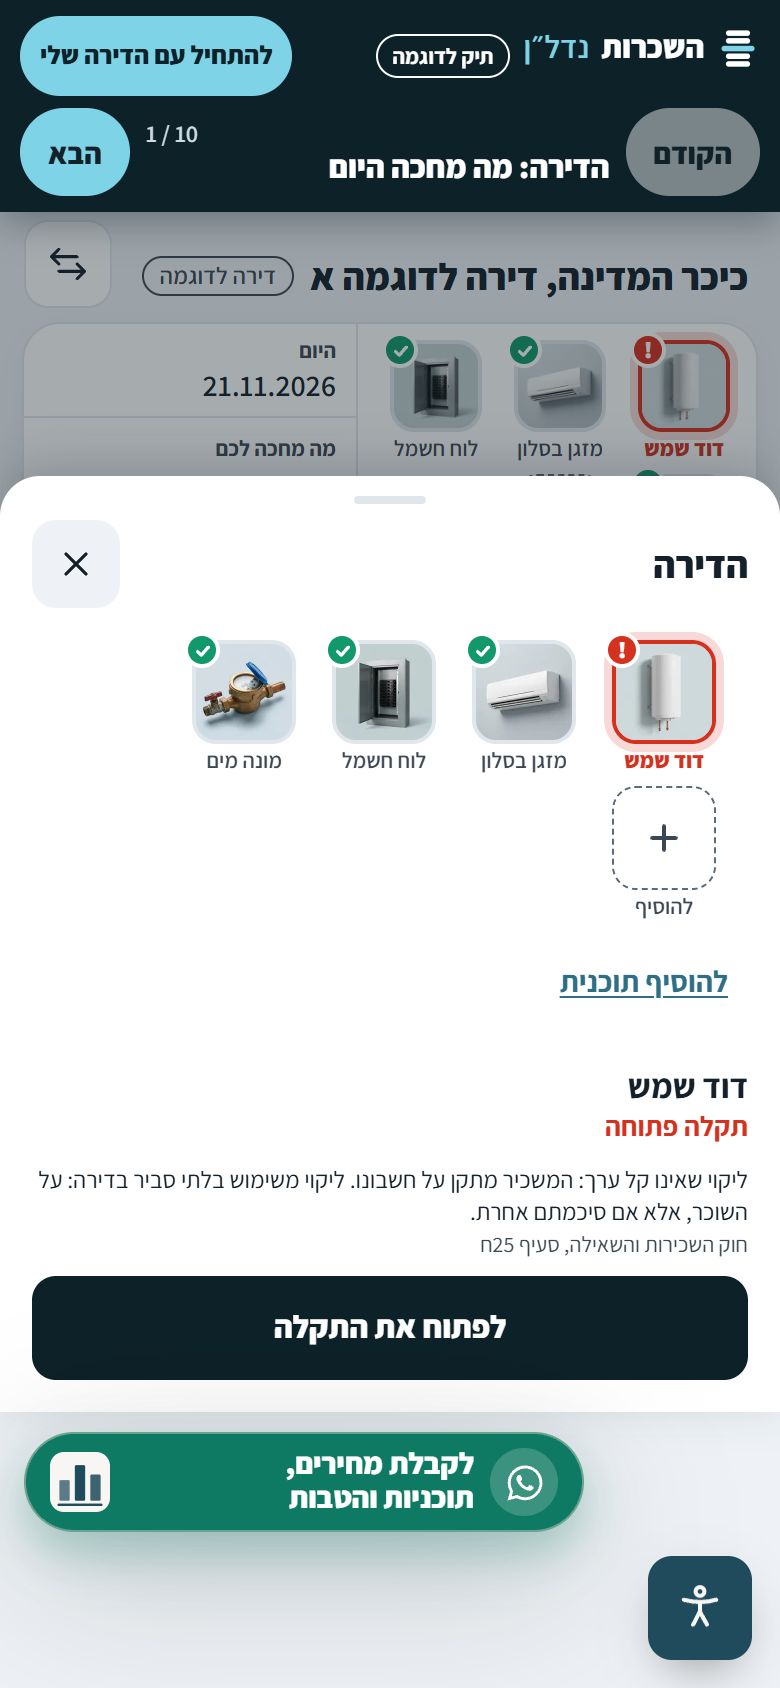 השכרות נדל״ן
תיק לדוגמה
להתחיל עם הדירה שלי
הקודם
הדירה: מה מחכה היום
1 / 10
הבא
כיכר המדינה, דירה לדוגמה א
דירה לדוגמה
דוד שמש
מזגן בסלון
לוח חשמל
היום
21.11.2026
מה מחכה לכם
הדירה
דוד שמש
מזגן בסלון
לוח חשמל
מונה מים
להוסיף
להוסיף תוכנית
דוד שמש
תקלה פתוחה
ליקוי שאינו קל ערך: המשכיר מתקן על חשבונו. ליקוי משימוש בלתי סביר בדירה: על
השוכר, אלא אם סיכמתם אחרת.
חוק השכירות והשאילה, סעיף 25ח
לפתוח את התקלה
לקבלת מחירים,
תוכניות והטבות